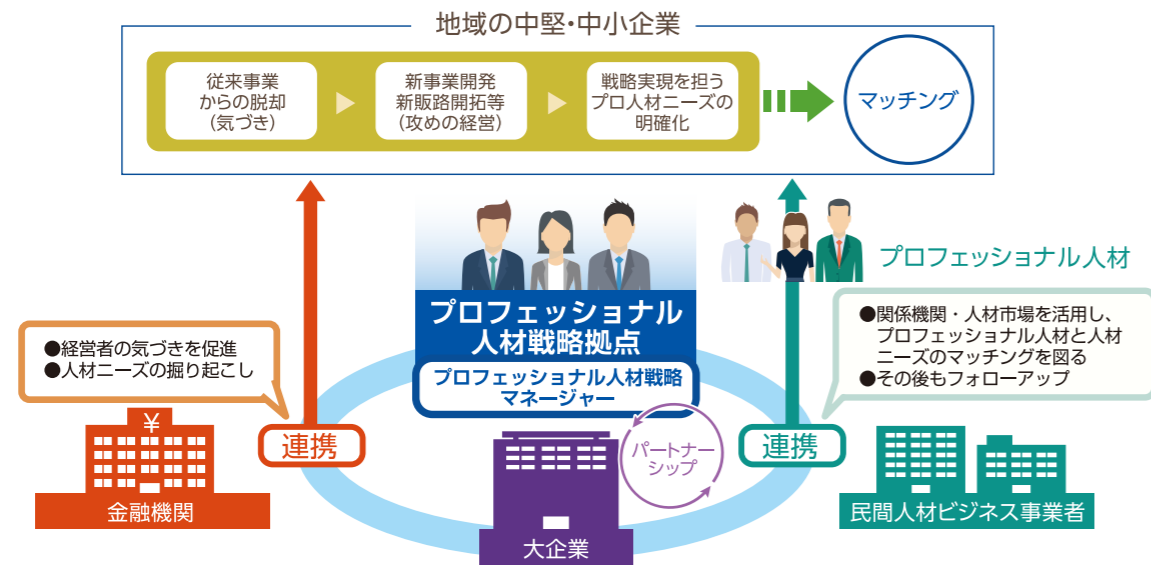 地域の中堅・中小企業
従来事業
からの脱却
(気づき)
新事業開発
新販路開拓等
(攻めの経営)
戦略実現を担う
プロ人材ニーズの
明確化
マッチング
プロフェッショナル人材
プロフェッショナル
人材戦略拠点
プロフェッショナル人材戦略
マネージャー
●経営者の気づきを促進
●人材ニーズの掘り起こし
●関係機関・人材市場を活用し、
プロフェッショナル人材と人材
ニーズのマッチングを図る
●その後もフォローアップ
¥
金融機関
連携
大企業
パートナー
シップ
連携
民間人材ビジネス事業者